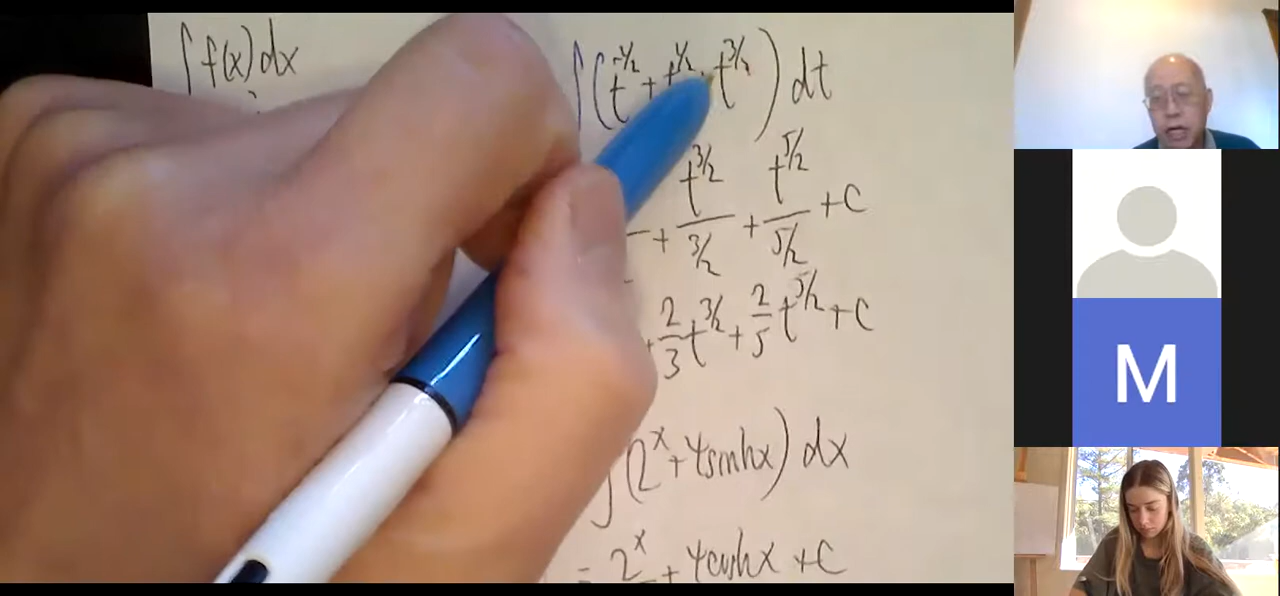 ∫ f(x) dx
∫ (t^-1/2 + t^1/2 + t^3/2) dt
+ t^3/2 / 3/2 + t^5/2 / 5/2 + C
+ 2/3 t^3/2 + 2/5 t^5/2 + C
M
∫ (2^x + 4sinhx) dx
= 2^x + 4coshx + C